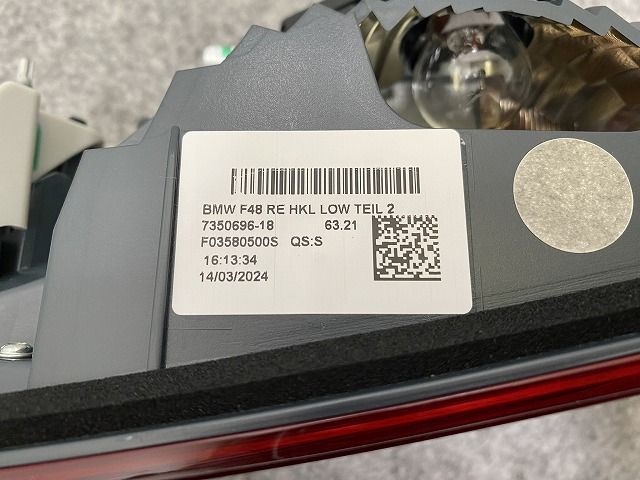 BMW F48 RE HKL LOW TEIL 2
7350696-18 63.21
F03580500S QS:S
16:13:34
14/03/2024